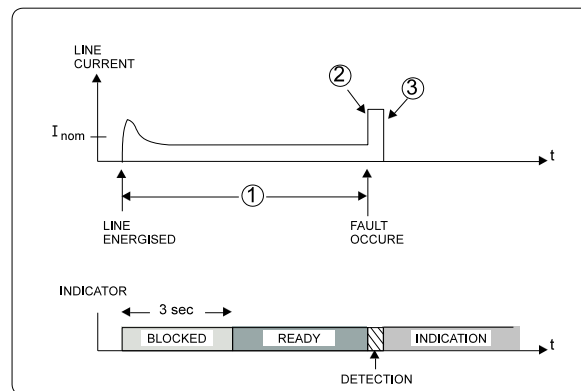 LINE
CURRENT
2
3
I nom
t
1
LINE
ENERGISED
FAULT
OCCURE
INDICATOR
3 sec
BLOCKED
READY
INDICATION
t
DETECTION